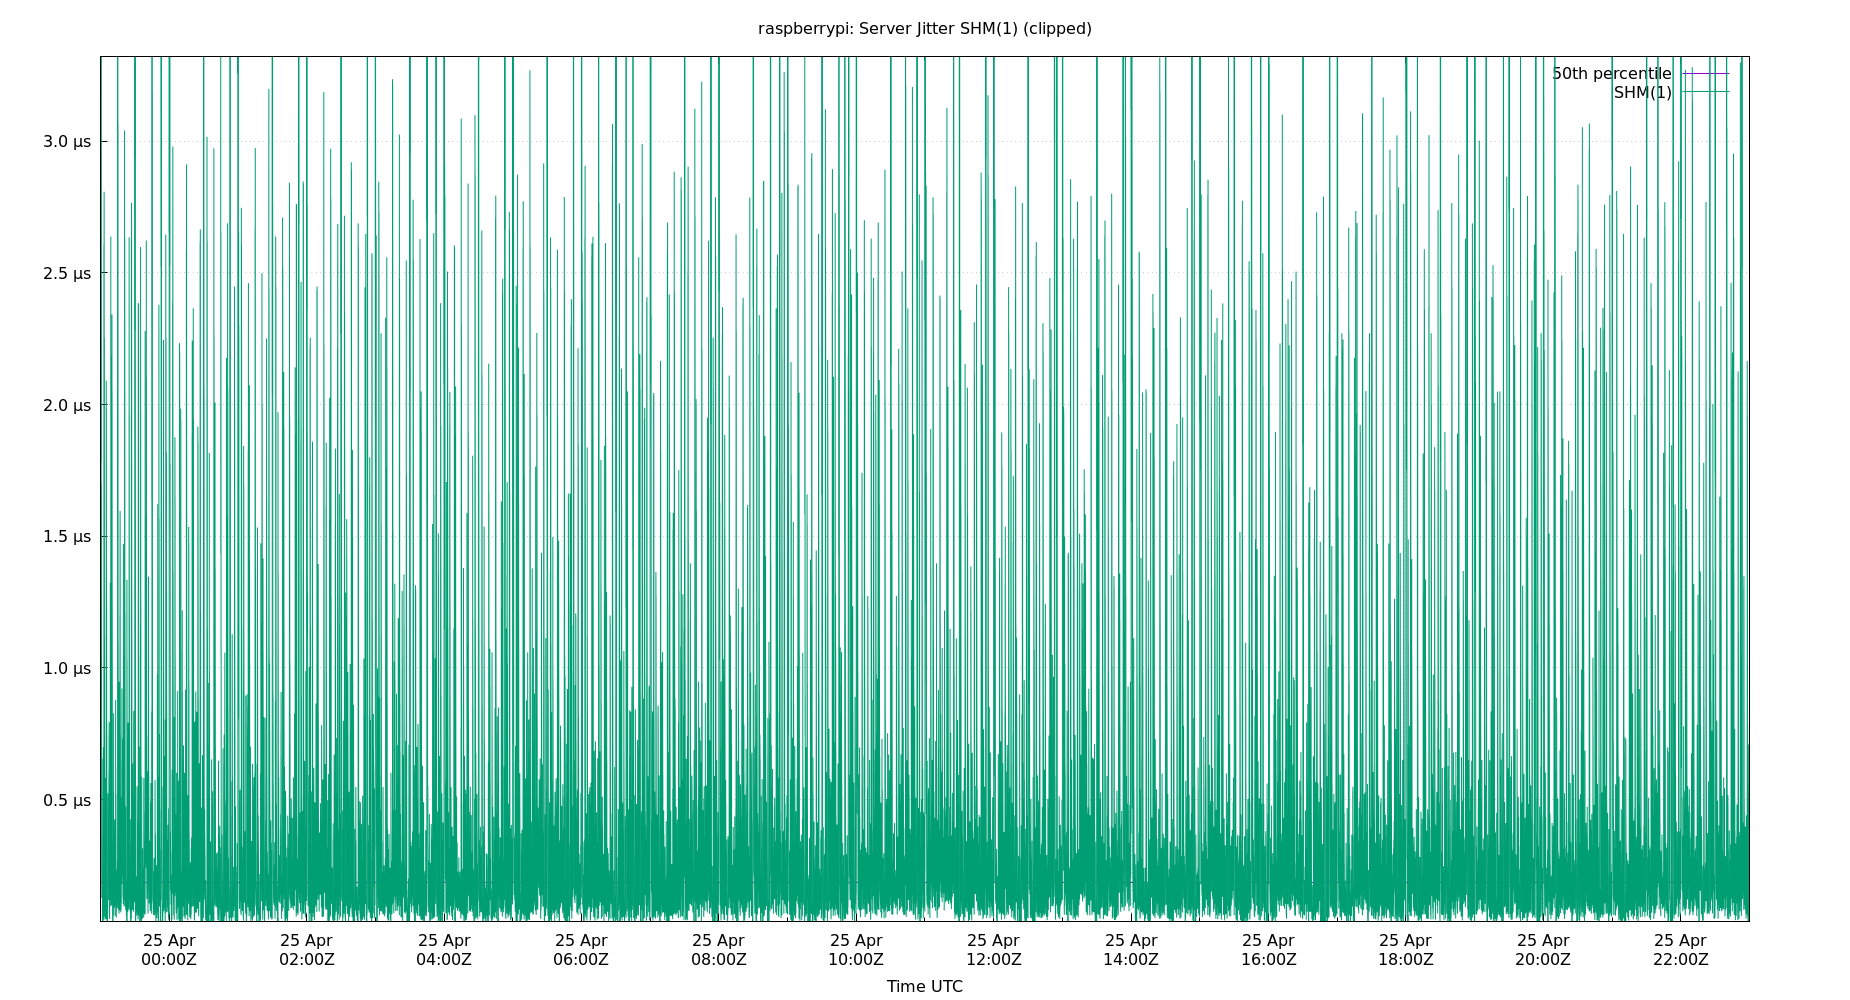 raspberrypi: Server Jitter SHM(1) (clipped)
50th percentile
SHM(1)
3.0 µs
2.5 µs
2.0 µs
1.5 µs
1.0 µs
0.5 µs
25 Apr 25 Apr 25 Apr 25 Apr 25 Apr 25 Apr 25 Apr 25 Apr 25 Apr 25 Apr 25 Apr 25 Apr
00:00Z 02:00Z 04:00Z 06:00Z 08:00Z 10:00Z 12:00Z 14:00Z 16:00Z 18:00Z 20:00Z 22:00Z
Time UTC